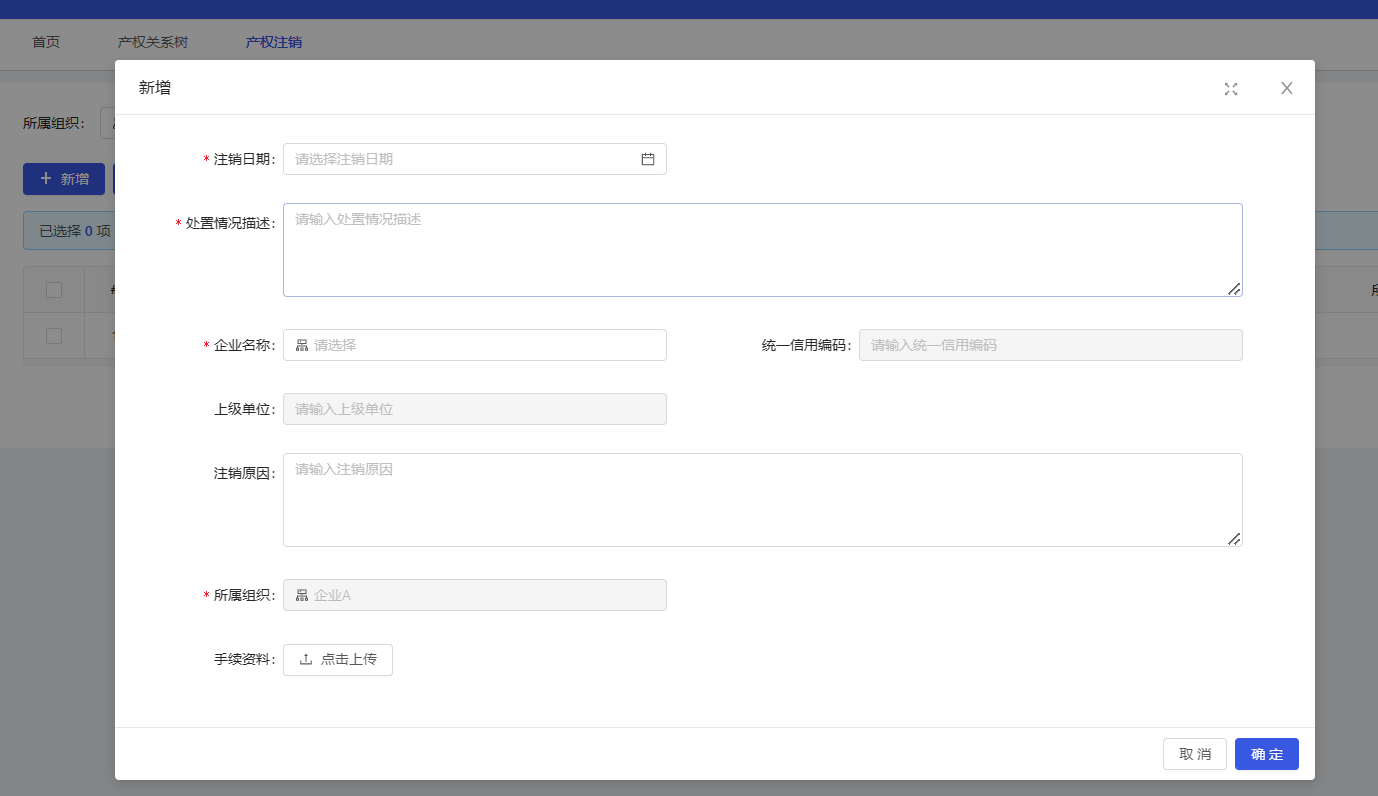 首页 产权关系树 产权注销
新增
所属组织:
* 注销日期: 请选择注销日期
+ 新增
* 处置情况描述: 请输入处置情况描述
已选择 0 项
#
* 企业名称: 请选择 统一信用编码: 请输入统一信用编码
上级单位: 请输入上级单位
注销原因: 请输入注销原因
* 所属组织: 企业A
手续资料: 点击上传
取 消 确 定